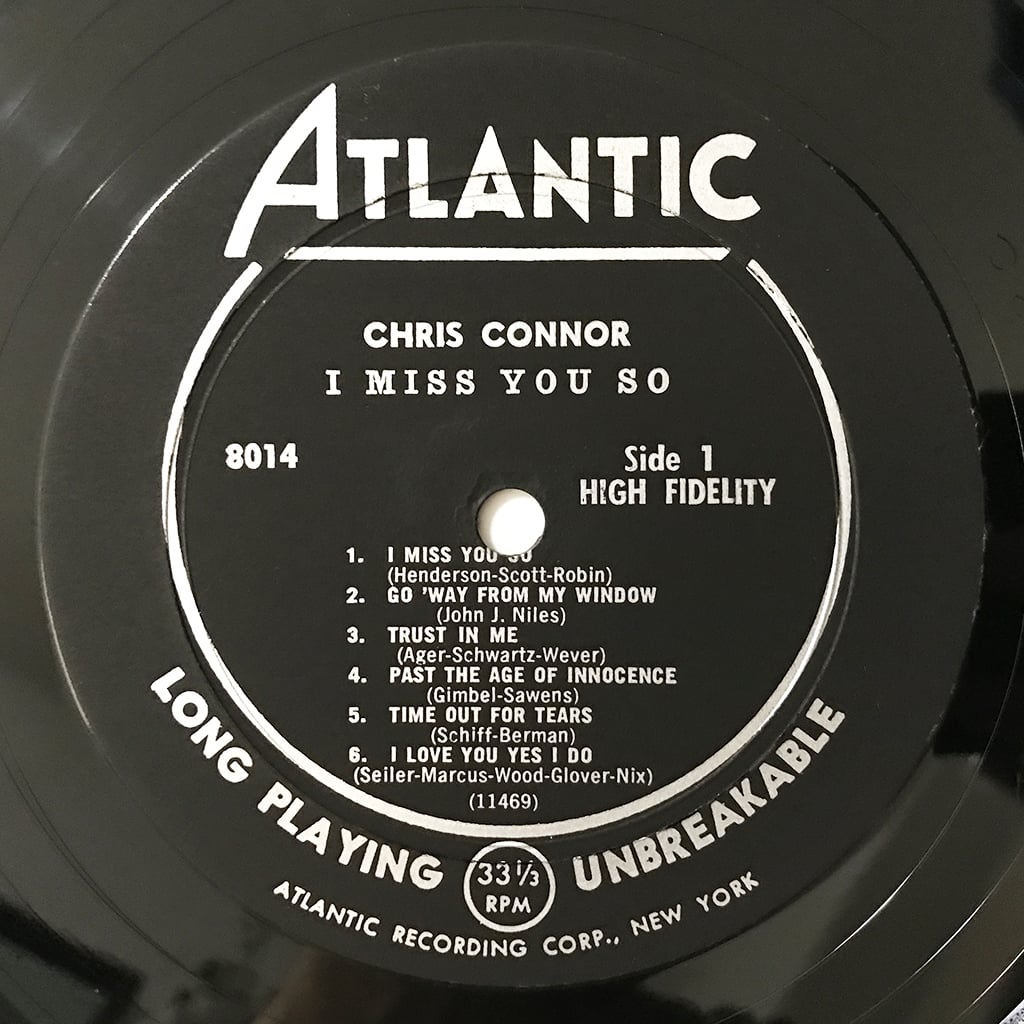 ATLANTIC
CHRIS CONNOR
I MISS YOU SO
8014
Side 1
HIGH FIDELITY
1. I MISS YOU SO
(Henderson-Scott-Robin)
2. GO 'WAY FROM MY WINDOW
(John J. Niles)
3. TRUST IN ME
(Ager-Schwartz-Wever)
4. PAST THE AGE OF INNOCENCE
(Gimbel-Sawens)
5. TIME OUT FOR TEARS
(Schiff-Berman)
6. I LOVE YOU YES I DO
(Seiler-Marcus-Wood-Glover-Nix)
(11469)
LONG PLAYING
33 1/3
RPM
UNBREAKABLE
ATLANTIC RECORDING CORP., NEW YORK